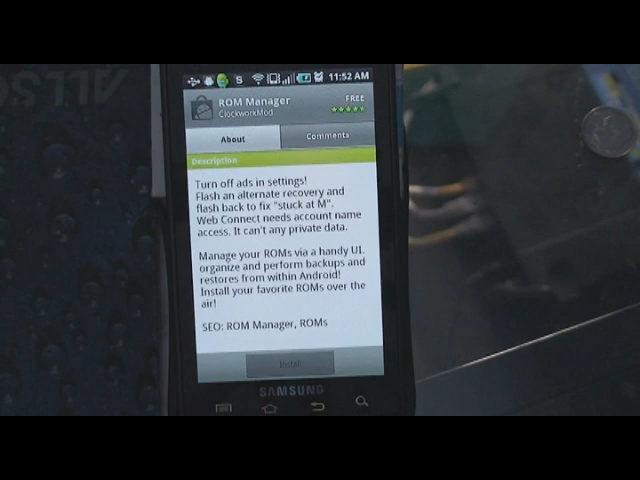 11:52 AM
ROM Manager
FREE
ClockworkMod
About
Comments
Description
Turn off ads in settings!
Flash an alternate recovery and
flash back to fix "stuck at M".
Web Connect needs account name
access. It can't any private data.
Manage your ROMs via a handy UI.
organize and perform backups and
restores from within Android!
Install your favorite ROMs over the
air!
SEO: ROM Manager, ROMs
Install
SAMSUNG